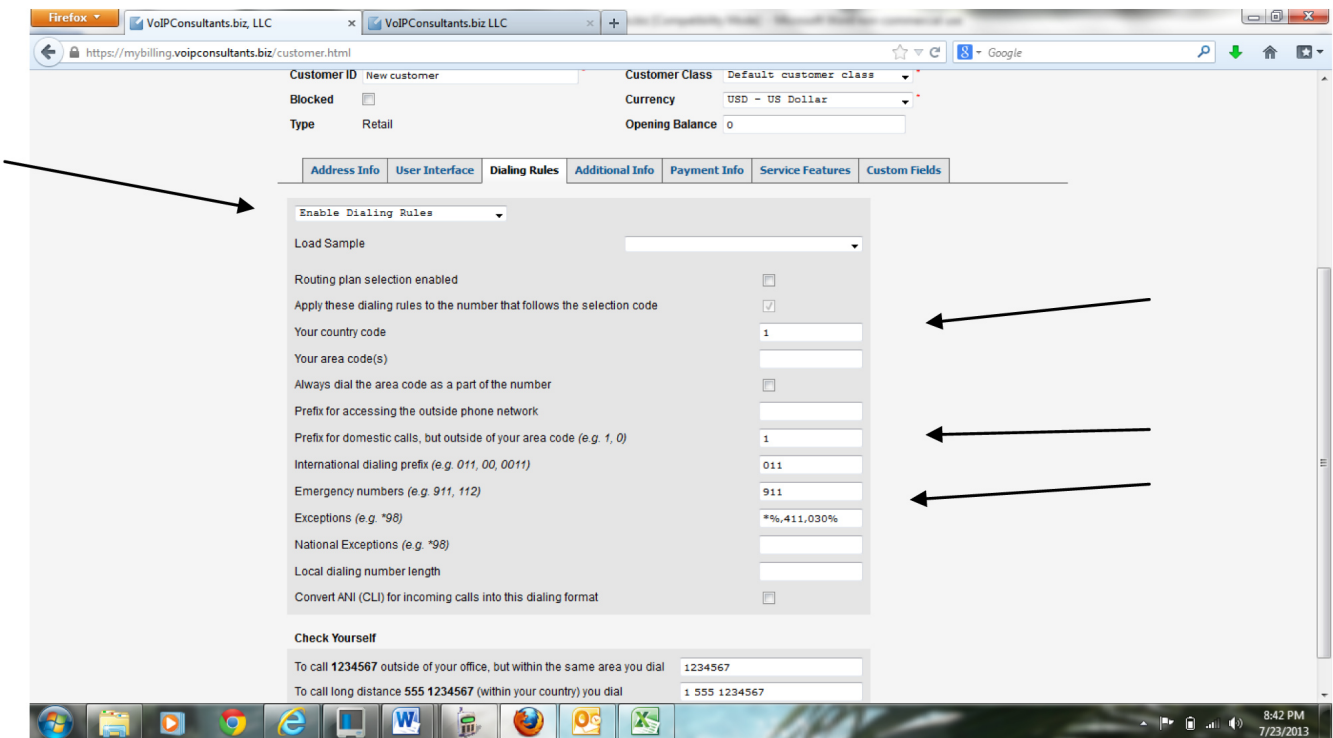 Firefox
VoIPConsultants.biz, LLC
VoIPConsultants.biz LLC
https://mybilling.voipconsultants.biz/customer.html
Google
Customer ID New customer * Customer Class Default customer class *
Blocked Currency USD - US Dollar *
Type Retail Opening Balance 0
Address Info User Interface Dialing Rules Additional Info Payment Info Service Features Custom Fields
Enable Dialing Rules
Load Sample
Routing plan selection enabled
Apply these dialing rules to the number that follows the selection code
Your country code 1
Your area code(s)
Always dial the area code as a part of the number
Prefix for accessing the outside phone network
Prefix for domestic calls, but outside of your area code (e.g. 1, 0) 1
International dialing prefix (e.g. 011, 00, 0011) 011
Emergency numbers (e.g. 911, 112) 911
Exceptions (e.g. *98) *%,411,030%
National Exceptions (e.g. *98)
Local dialing number length
Convert ANI (CLI) for incoming calls into this dialing format
Check Yourself
To call 1234567 outside of your office, but within the same area you dial 1234567
To call long distance 555 1234567 (within your country) you dial 1 555 1234567
8:42 PM
7/23/2013